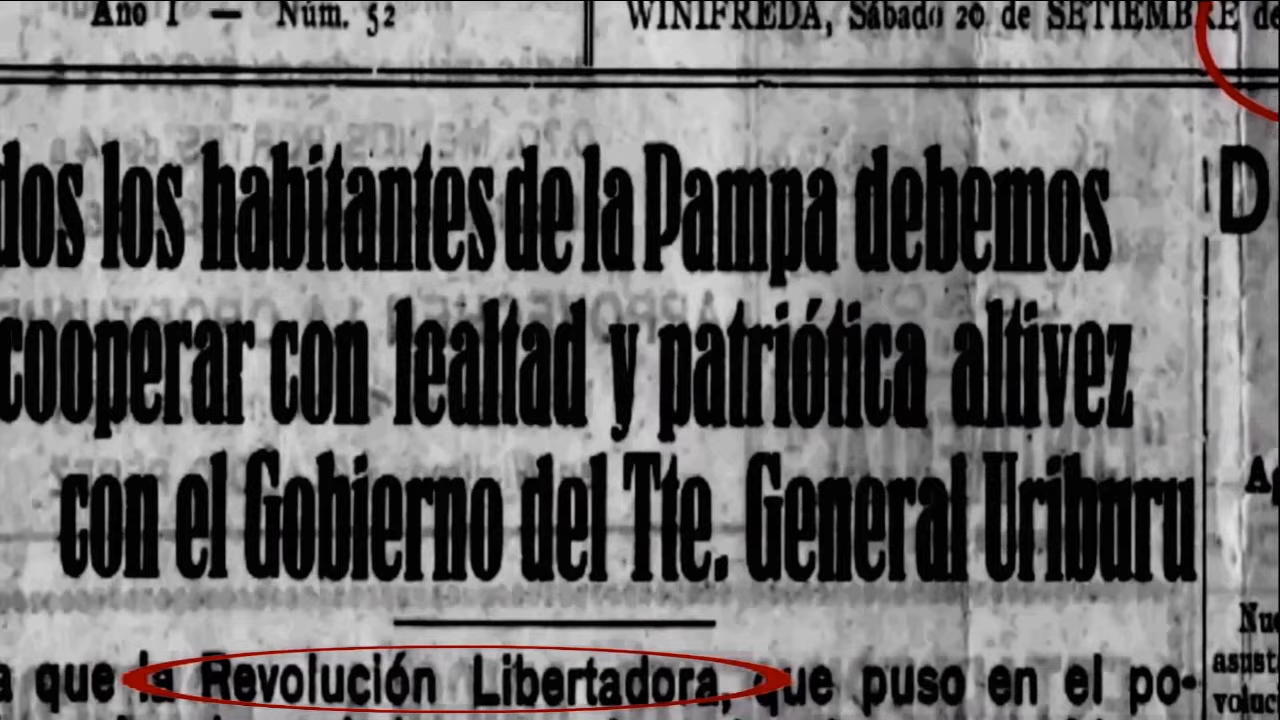 Año I — Núm. 52
WINIFREDA, Sábado 20 de SETIEMBRE de
dos los habitantes de la Pampa debemos
cooperar con lealtad y patriótica altivez
con el Gobierno del Tte. General Uriburu
a que la Revolución Libertadora, que puso en el po-
D